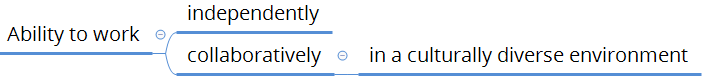 independently
Ability to work
collaboratively
in a culturally diverse environment